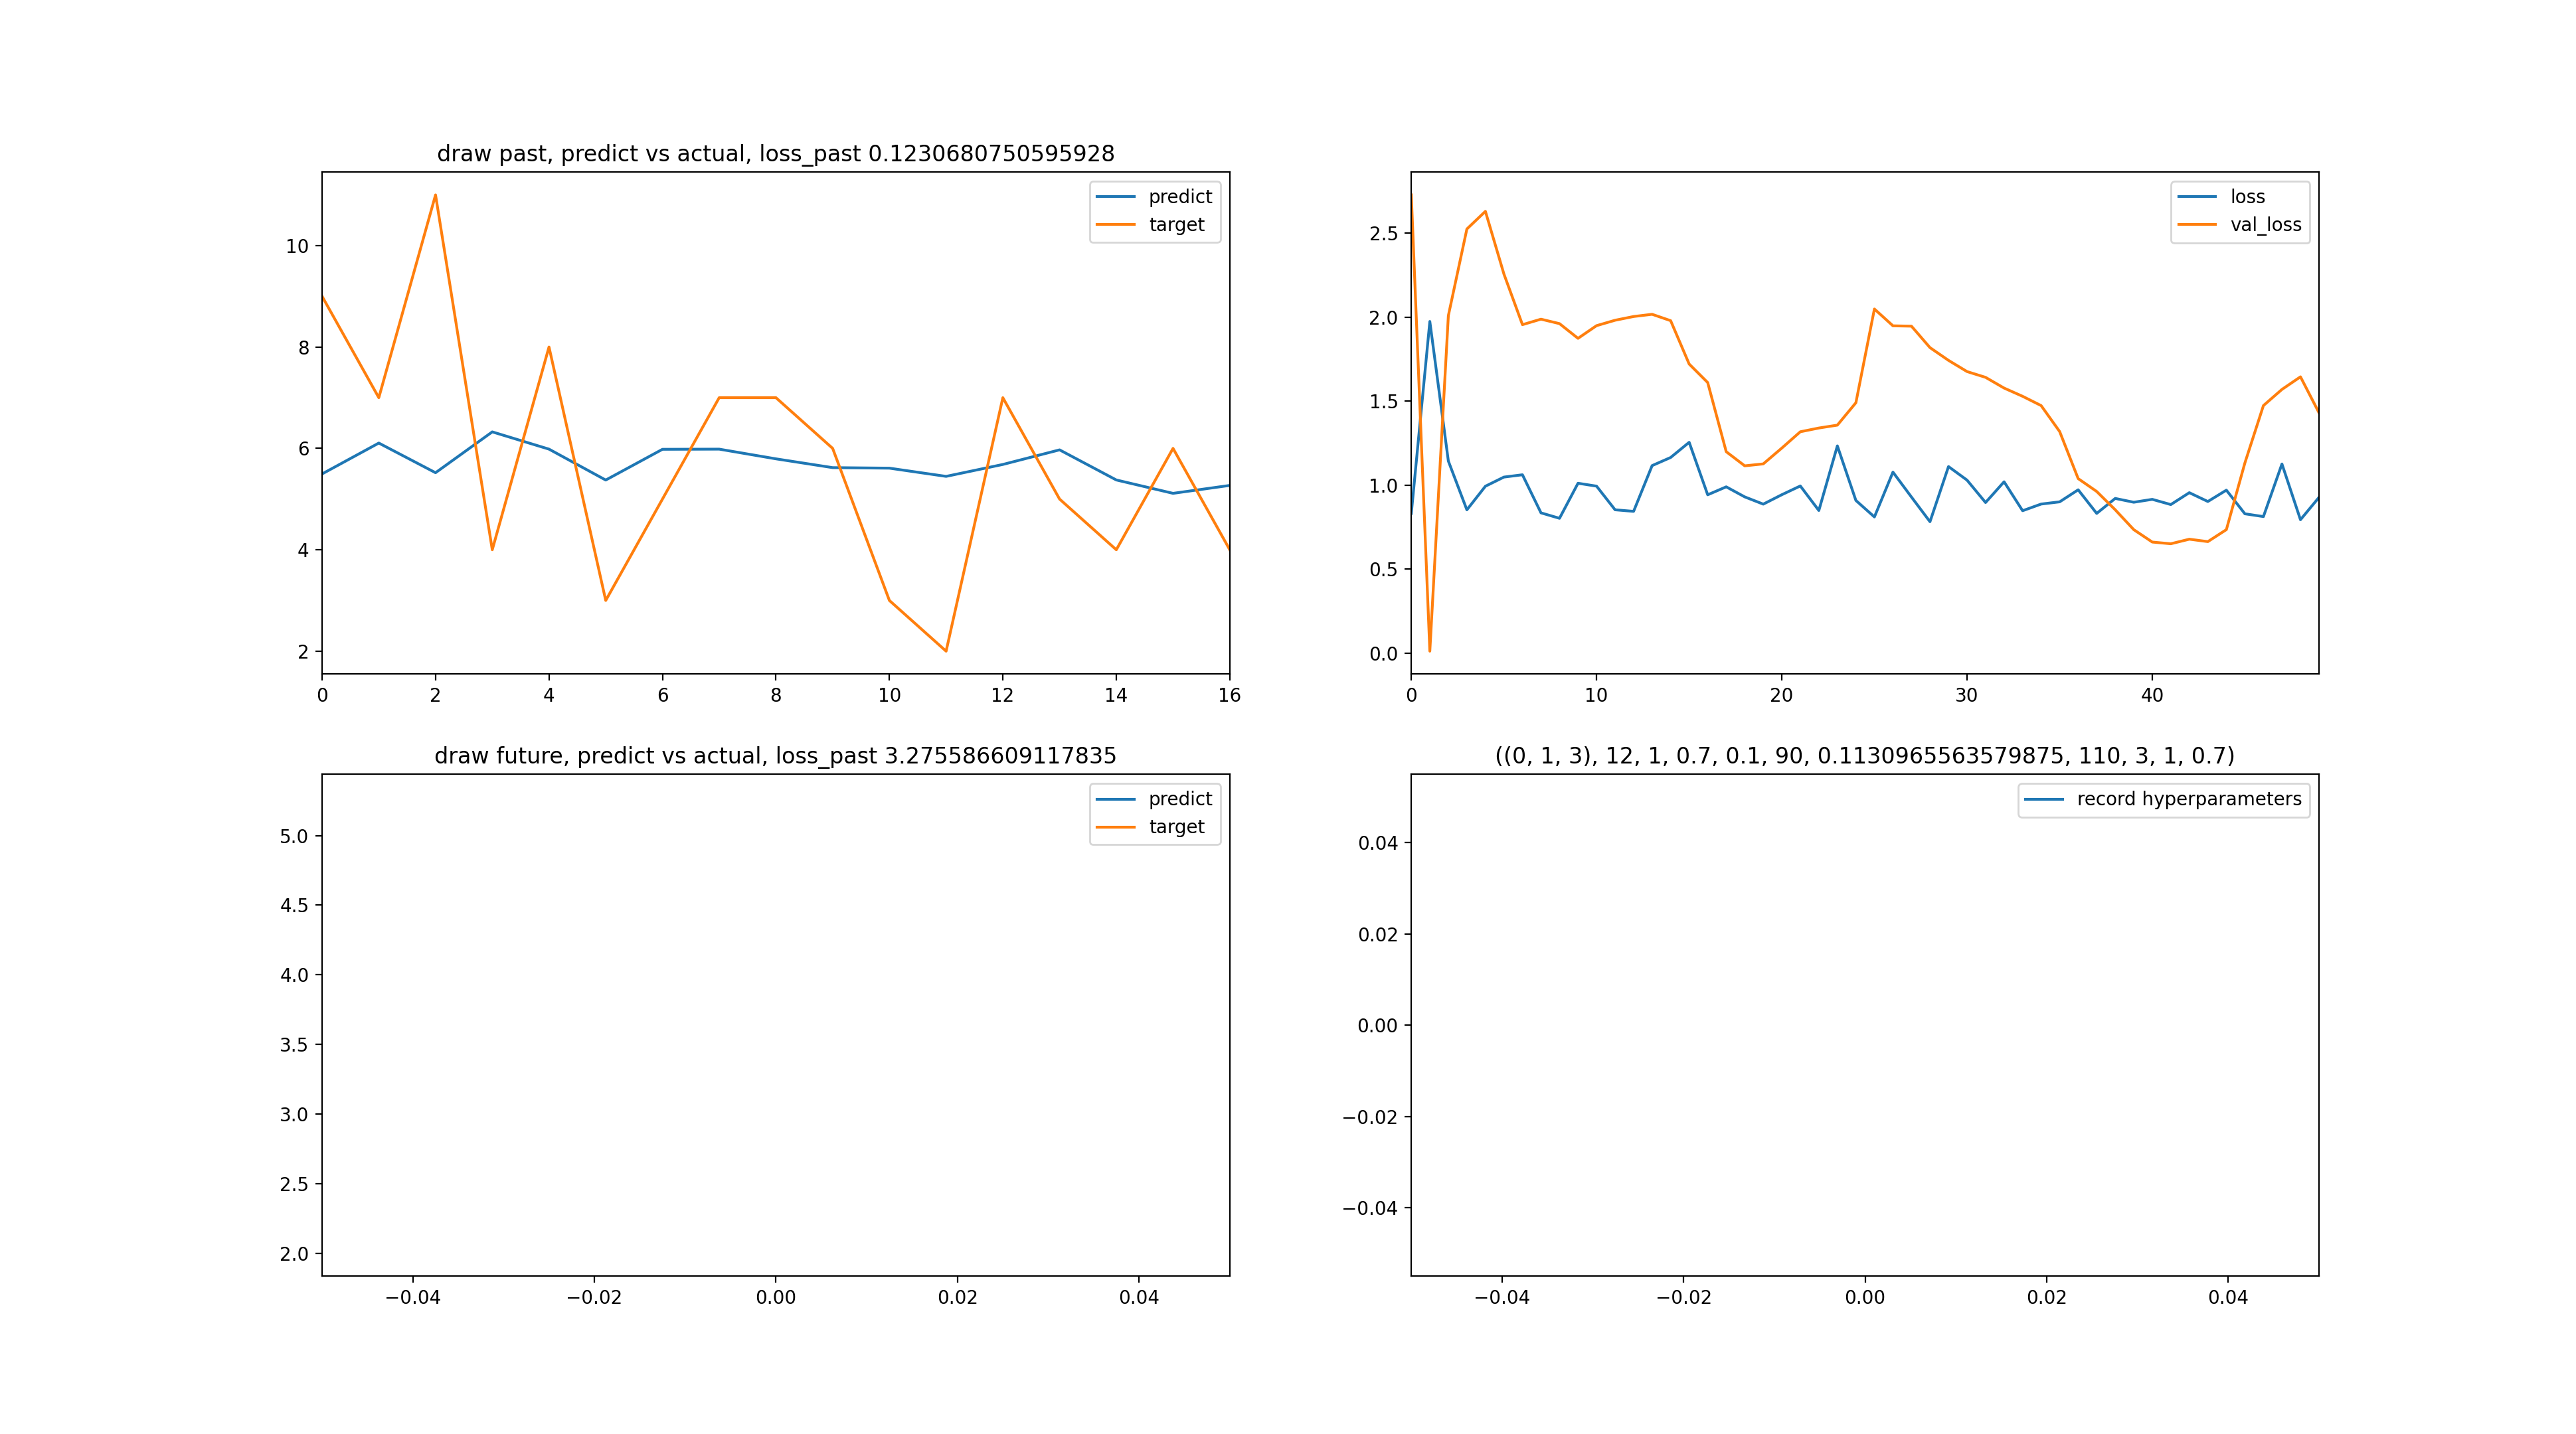 draw past, predict vs actual, loss_past 0.1230680750595928
predict
target
10
8
6
4
2
0 2 4 6 8 10 12 14 16
loss
val_loss
2.5
2.0
1.5
1.0
0.5
0.0
0 10 20 30 40
draw future, predict vs actual, loss_past 3.275586609117835
predict
target
5.0
4.5
4.0
3.5
3.0
2.5
2.0
−0.04 −0.02 0.00 0.02 0.04
((0, 1, 3), 12, 1, 0.7, 0.1, 90, 0.1130965563579875, 110, 3, 1, 0.7)
record hyperparameters
0.04
0.02
0.00
−0.02
−0.04
−0.04 −0.02 0.00 0.02 0.04